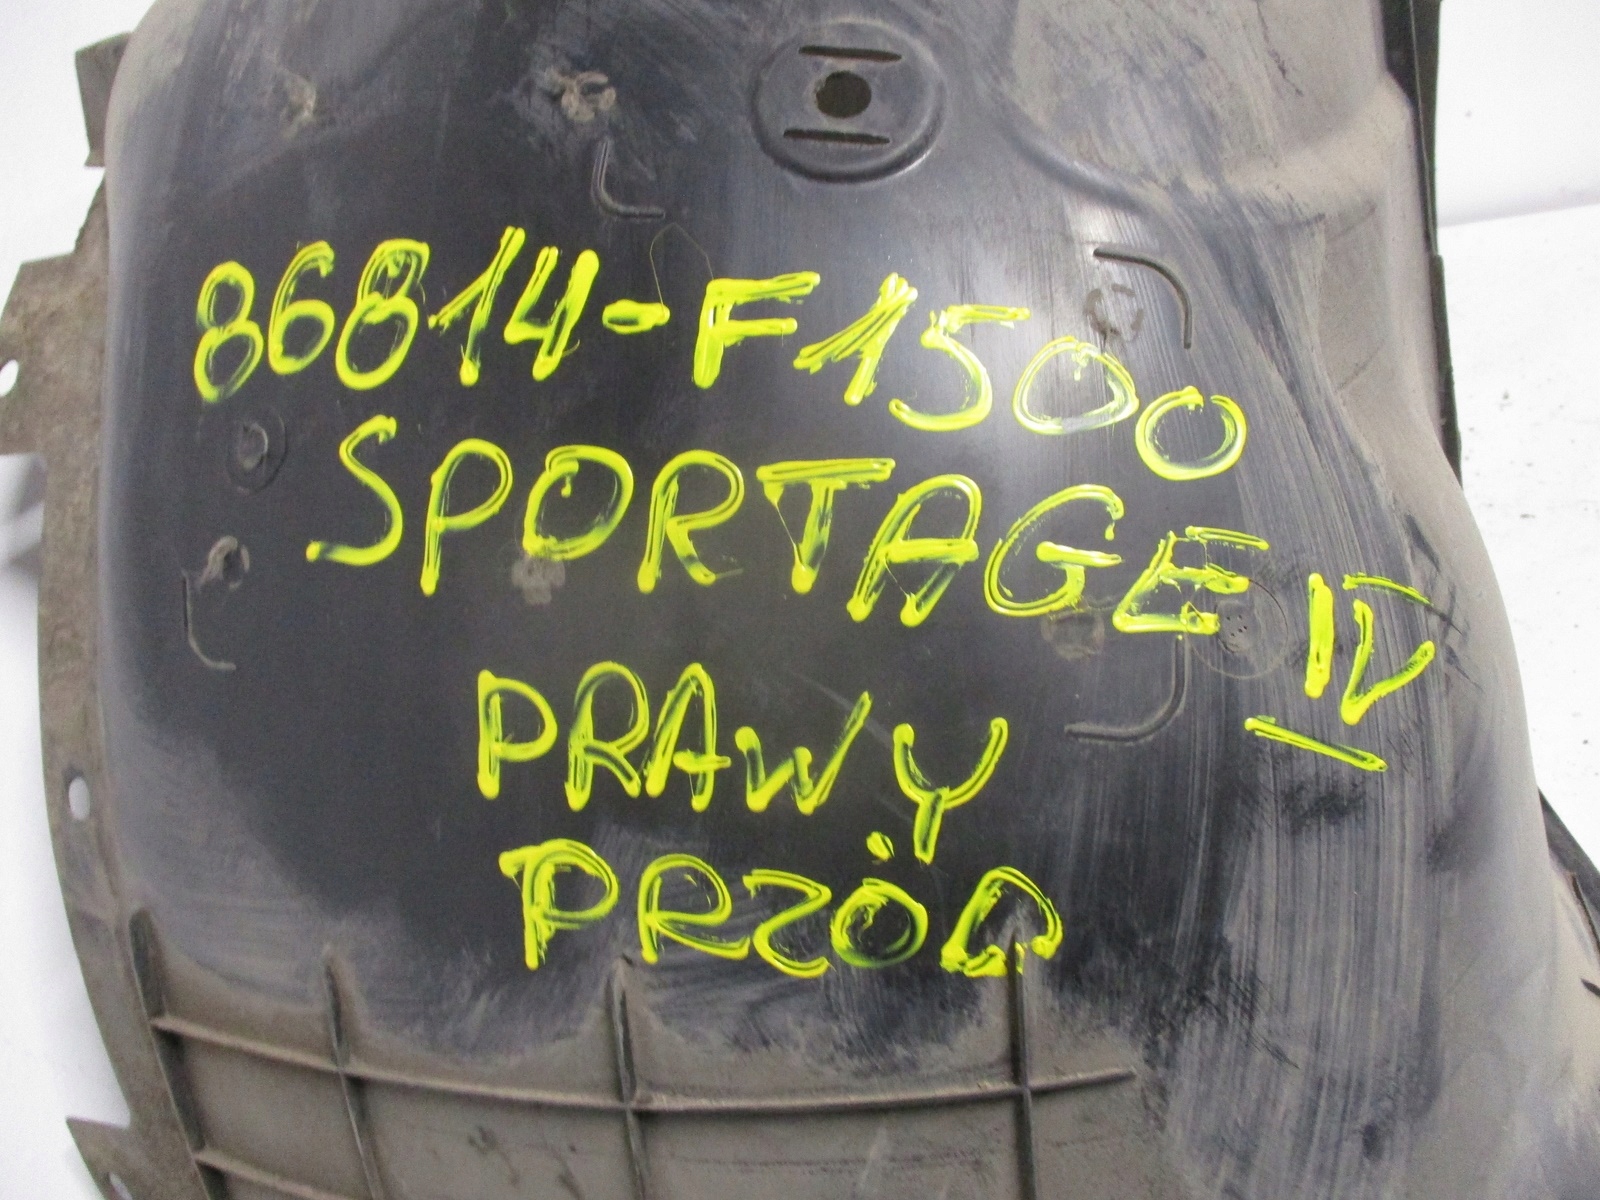 86814-F1500
SPORTAGE IV
PRAWY
PRZÓD